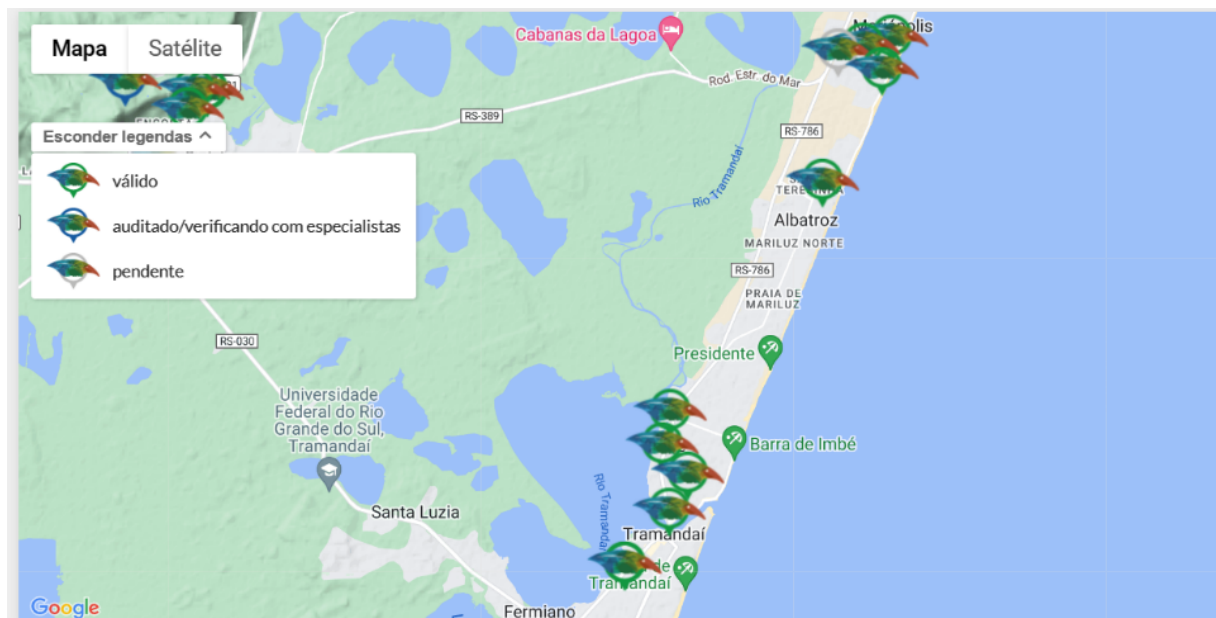 Mapa
Satélite
Esconder legendas
válido
auditado/verificando com especialistas
pendente
Cabanas da Lagoa
Rod. Estr. do Mar
RS-389
RS-786
Rio Tramandaí
Albatroz
MARILUZ NORTE
RS-786
PRAIA DE
MARILUZ
RS-030
Presidente
Universidade
Federal do Rio
Grande do Sul,
Tramandaí
Barra de Imbé
Rio Tramandaí
Santa Luzia
Tramandaí
de
Tramandaí
Fermiano
Google